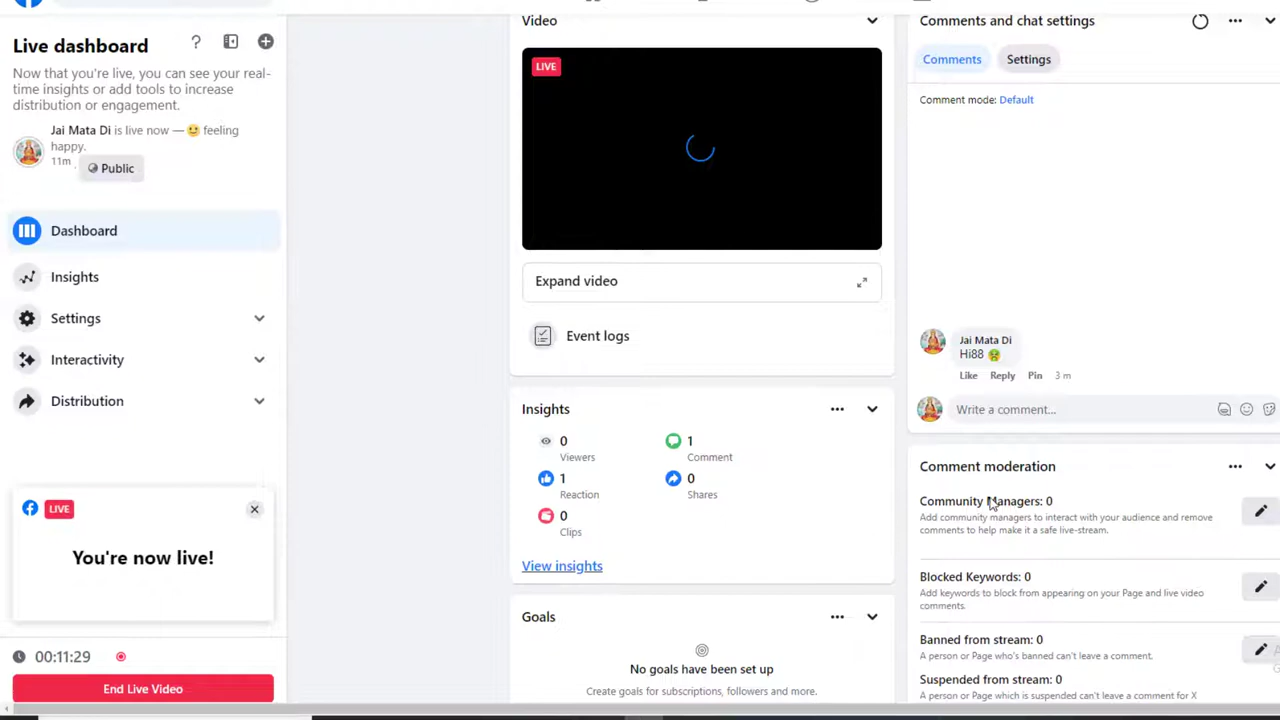 Live dashboard
Now that you're live, you can see your real-
time insights or add tools to increase
distribution or engagement.
Jai Mata Di is live now — 🙂 feeling
happy.
11m .
Public
Dashboard
Insights
Settings
Interactivity
Distribution
LIVE
You're now live!
00:11:29
End Live Video
Video
LIVE
Expand video
Event logs
Insights
0
Viewers
1
Comment
1
Reaction
0
Shares
0
Clips
View insights
Goals
No goals have been set up
Create goals for subscriptions, followers and more.
Comments and chat settings
Comments
Settings
Comment mode: Default
Jai Mata Di
Hi88 🤮
Like Reply Pin 3 m
Write a comment...
Comment moderation
Community Managers: 0
Add community managers to interact with your audience and remove
comments to help make it a safe live-stream.
Blocked Keywords: 0
Add keywords to block from appearing on your Page and live video
comments.
Banned from stream: 0
A person or Page who's banned can't leave a comment.
Suspended from stream: 0
A person or Page which is suspended can't leave a comment for X